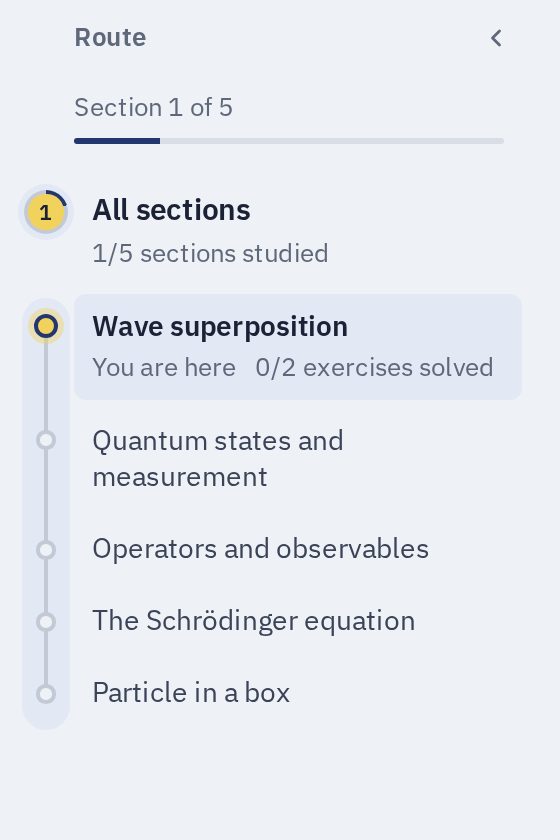 Route
Section 1 of 5
1
All sections
1/5 sections studied
Wave superposition
You are here 0/2 exercises solved
Quantum states and
measurement
Operators and observables
The Schrödinger equation
Particle in a box